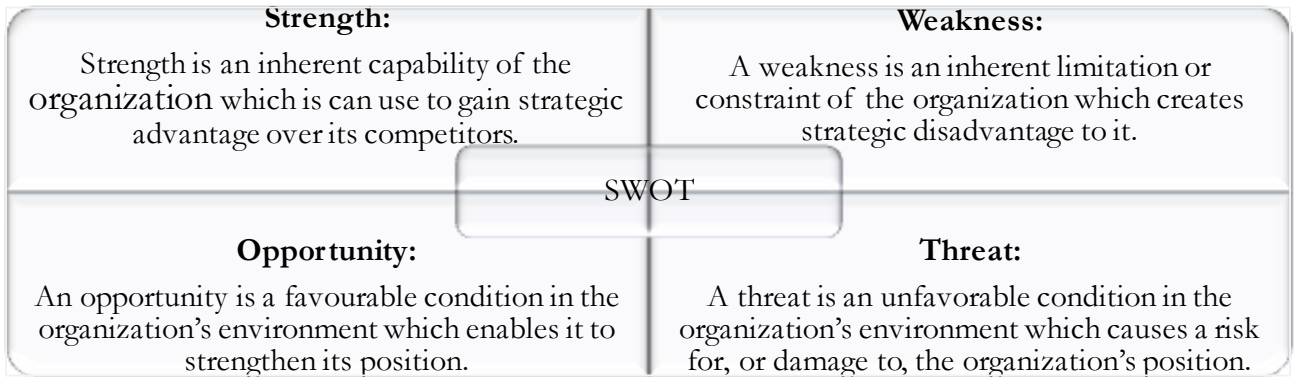 Strength:
Strength is an inherent capability of the
organization which is can use to gain strategic
advantage over its competitors.
Weakness:
A weakness is an inherent limitation or
constraint of the organization which creates
strategic disadvantage to it.
SWOT
Opportunity:
An opportunity is a favourable condition in the
organization's environment which enables it to
strengthen its position.
Threat:
A threat is an unfavorable condition in the
organization's environment which causes a risk
for, or damage to, the organization's position.